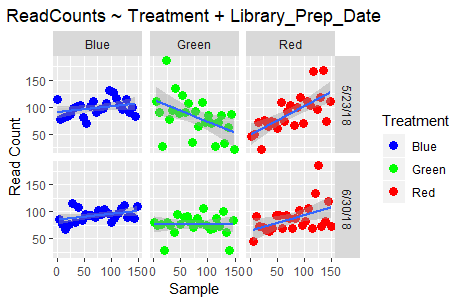 ReadCounts ~ Treatment + Library_Prep_Date
Blue Green Red
150
100
50
5/23/18
150
100
50
6/30/18
0 50 100 150 0 50 100 150 0 50 100 150
Read Count
Sample
Treatment
Blue
Green
Red